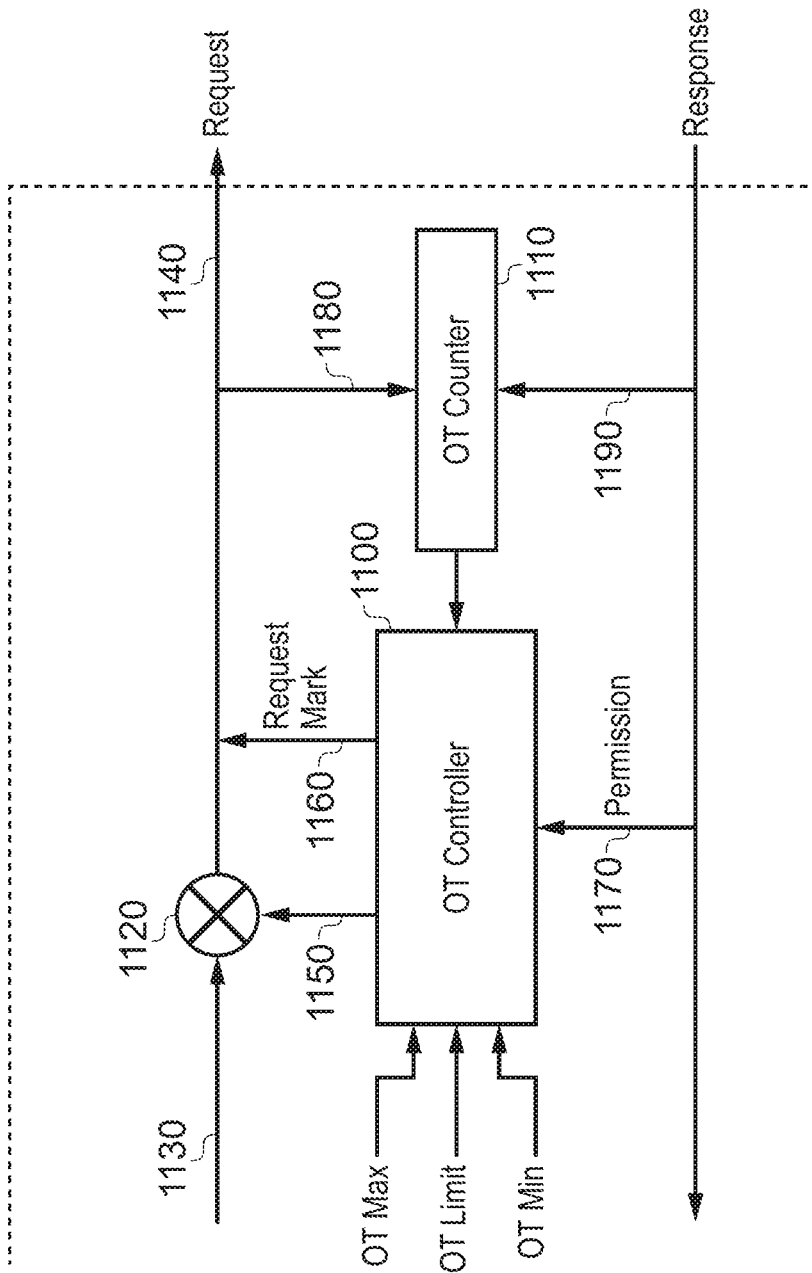 Request
1140
1180
OT Counter
1110
1190
Response
1100
Request
Mark
1160
1120
1150
OT Controller
Permission
1170
1130
OT Max
OT Limit
OT Min